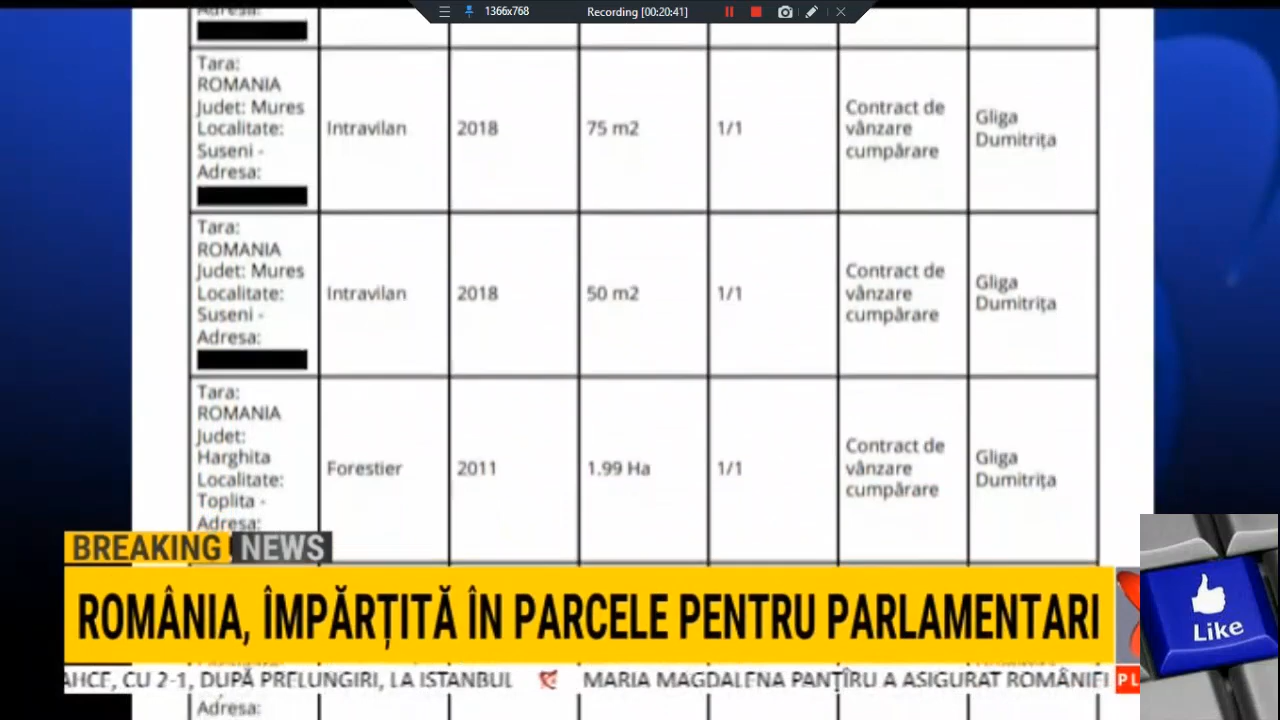 1366x768
Recording [00:20:41]
Adresa:
Tara:
ROMANIA
Judet: Mures
Localitate:
Suseni -
Adresa:
Intravilan
2018
75 m2
1/1
Contract de
vânzare
cumpărare
Gliga
Dumitrița
Tara:
ROMANIA
Judet: Mures
Localitate:
Suseni -
Adresa:
Intravilan
2018
50 m2
1/1
Contract de
vânzare
cumpărare
Gliga
Dumitrița
Tara:
ROMANIA
Judet:
Harghita
Localitate:
Toplita -
Adresa:
Forestier
2011
1.99 Ha
1/1
Contract de
vânzare
cumpărare
Gliga
Dumitrița
BREAKING NEWS
ROMÂNIA, ÎMPĂRȚITĂ ÎN PARCELE PENTRU PARLAMENTARI
Like
CU 2-1, DUPĂ PRELUNGIRI, LA ISTANBUL MARIA MAGDALENA PANȚÎRU A ASIGURAT ROMÂNIEI
PL
Adresa: